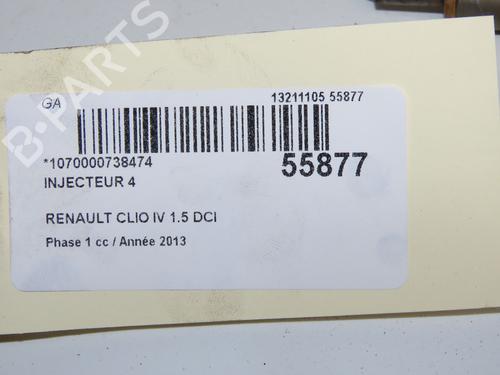 GA
13211105 55877
*1070000738474
55877
INJECTEUR 4
RENAULT CLIO IV 1.5 DCI
Phase 1 cc / Année 2013
B-PARTS